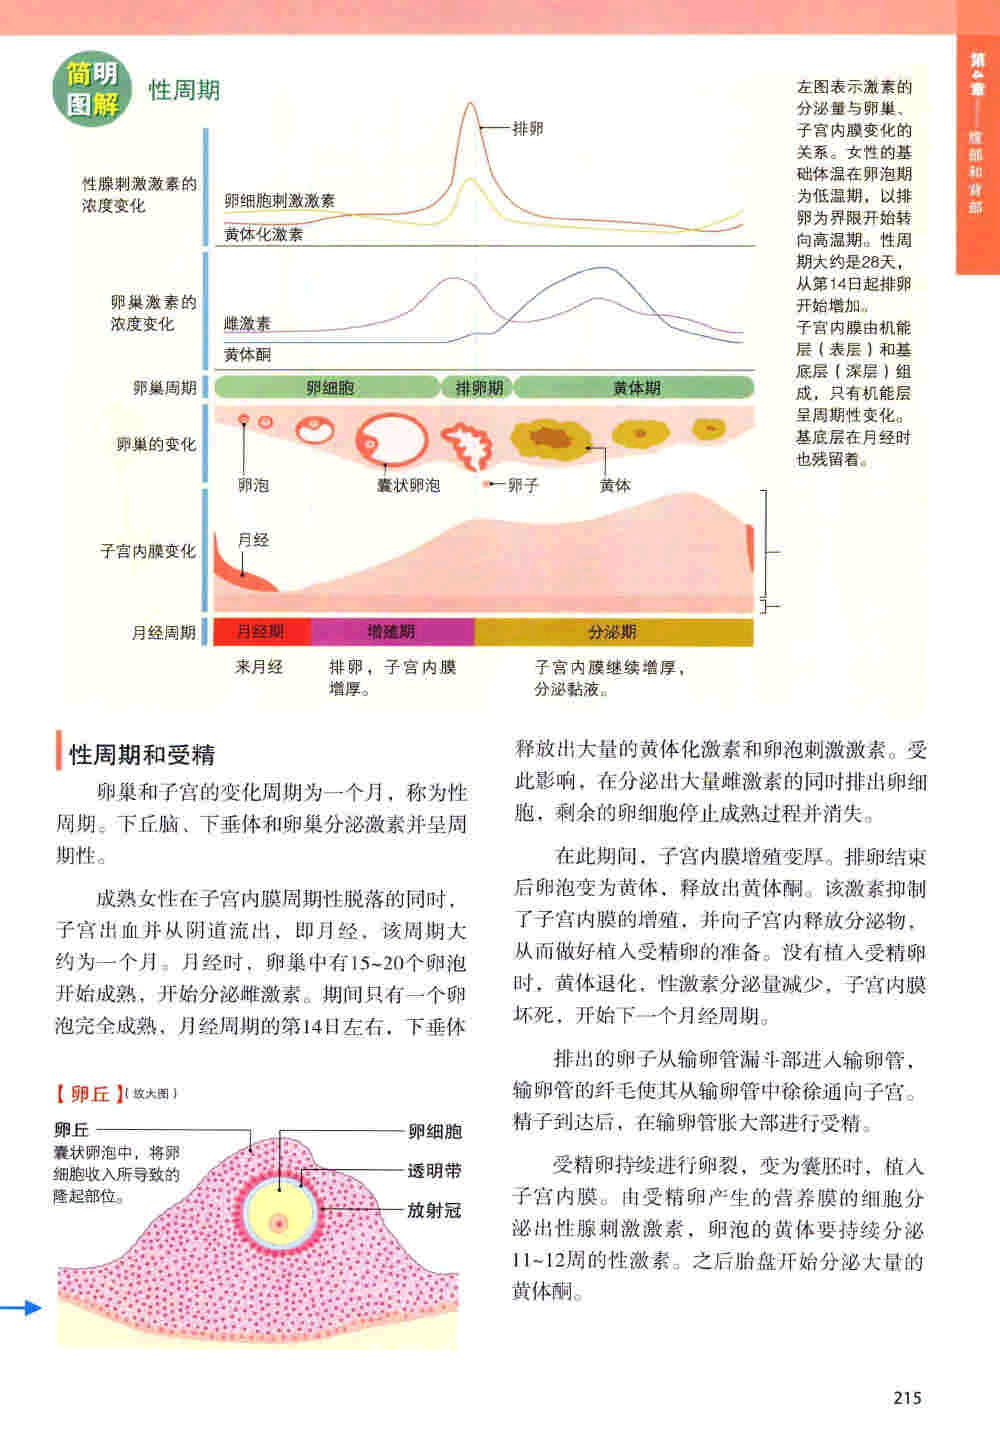 第4章——腹部和背部
简明图解
性周期
性腺刺激激素的
浓度变化
排卵
卵细胞刺激激素
黄体化激素
卵巢激素的
浓度变化
雌激素
黄体酮
卵巢周期
卵细胞
排卵期
黄体期
卵巢的变化
卵泡
囊状卵泡
卵子
黄体
子宫内膜变化
月经
月经周期
月经期
增殖期
分泌期
来月经
排卵，子宫内膜
增厚。
子宫内膜继续增厚，
分泌黏液。
左图表示激素的
分泌量与卵巢、
子宫内膜变化的
关系。女性的基
础体温在卵泡期
为低温期，以排
卵为界限开始转
向高温期。性周
期大约是28天，
从第14日起排卵
开始增加。
子宫内膜由机能
层（表层）和基
底层（深层）组
成，只有机能层
呈周期性变化。
基底层在月经时
也残留着。
性周期和受精
卵巢和子宫的变化周期为一个月，称为性
周期。下丘脑、下垂体和卵巢分泌激素并呈周
期性。
成熟女性在子宫内膜周期性脱落的同时，
子宫出血并从阴道流出，即月经，该周期大
约为一个月。月经时，卵巢中有15~20个卵泡
开始成熟，开始分泌雌激素。期间只有一个卵
泡完全成熟，月经周期的第14日左右，下垂体
释放出大量的黄体化激素和卵泡刺激激素。受
此影响，在分泌出大量雌激素的同时排出卵细
胞，剩余的卵细胞停止成熟过程并消失。
在此期间，子宫内膜增殖变厚。排卵结束
后卵泡变为黄体，释放出黄体酮。该激素抑制
了子宫内膜的增殖，并向子宫内释放分泌物，
从而做好植入受精卵的准备。没有植入受精卵
时，黄体退化，性激素分泌量减少，子宫内膜
坏死，开始下一个月经周期。
排出的卵子从输卵管漏斗部进入输卵管，
输卵管的纤毛使其从输卵管中徐徐通向子宫。
精子到达后，在输卵管胀大部进行受精。
受精卵持续进行卵裂，变为囊胚时，植入
子宫内膜。由受精卵产生的营养膜的细胞分
泌出性腺刺激激素，卵泡的黄体要持续分泌
11~12周的性激素。之后胎盘开始分泌大量的
黄体酮。
【卵丘】（放大图）
卵丘
囊状卵泡中，将卵
细胞收入所导致的
隆起部位。
卵细胞
透明带
放射冠
215